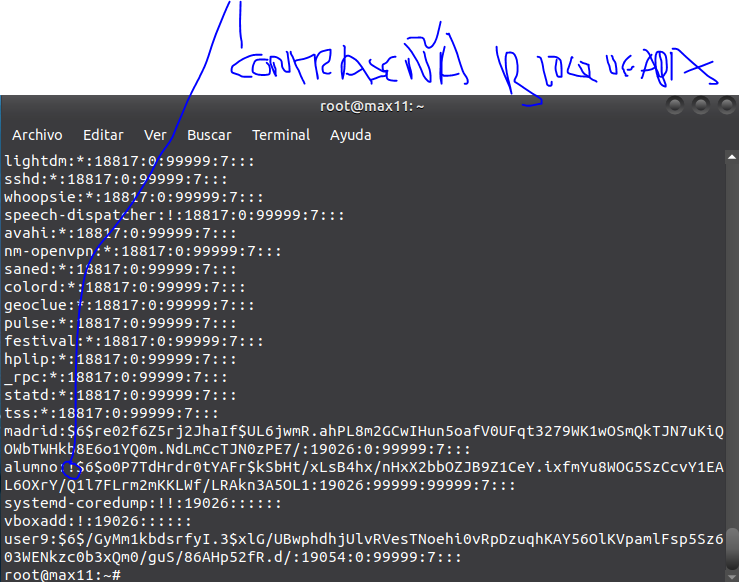 CONTRASEÑA BLOQUEADA
root@max11: ~
Archivo Editar Ver Buscar Terminal Ayuda
lightdm:*:18817:0:99999:7:::
sshd:*:18817:0:99999:7:::
whoopsie:*:18817:0:99999:7:::
speech-dispatcher:!:18817:0:99999:7:::
avahi:*:18817:0:99999:7:::
nm-openvpn:*:18817:0:99999:7:::
saned:*:18817:0:99999:7:::
colord:*:18817:0:99999:7:::
geoclue:*:18817:0:99999:7:::
pulse:*:18817:0:99999:7:::
festival:*:18817:0:99999:7:::
hplip:*:18817:0:99999:7:::
_rpc:*:18817:0:99999:7:::
statd:*:18817:0:99999:7:::
tss:*:18817:0:99999:7:::
madrid:$6$re02f6Z5rj2JhaIf$UL6jwmR.ahPL8m2GCwIHun5oafV0UFqt3279WK1wOSmQkTJN7uKiQ
OWbTWHkb8E6o1YQ0m.NdLmCcTJN0zPE7/:19026:0:99999:7:::
alumno:!$6$o0P7TdHrdr0tYAFr$kSbHt/xLsB4hx/nHxX2bbOZJB9Z1CeY.ixfmYu8WOG5SzCcvY1EA
L6OXrY/Q1l7FLrm2mKKLWf/LRAkn3A5OL1:19026:99999:99999:7:::
systemd-coredump:!!:19026::::::
vboxadd:!:19026::::::
user9:$6$/GyMm1kbdsrfyI.3$xlG/UBwphdhjUlvRVesTNoehi0vRpDzuqhKAY56OlKVpamlFsp5Sz6
03WENkzc0b3xQm0/guS/86AHp52fR.d/:19054:0:99999:7:::
root@max11:~#